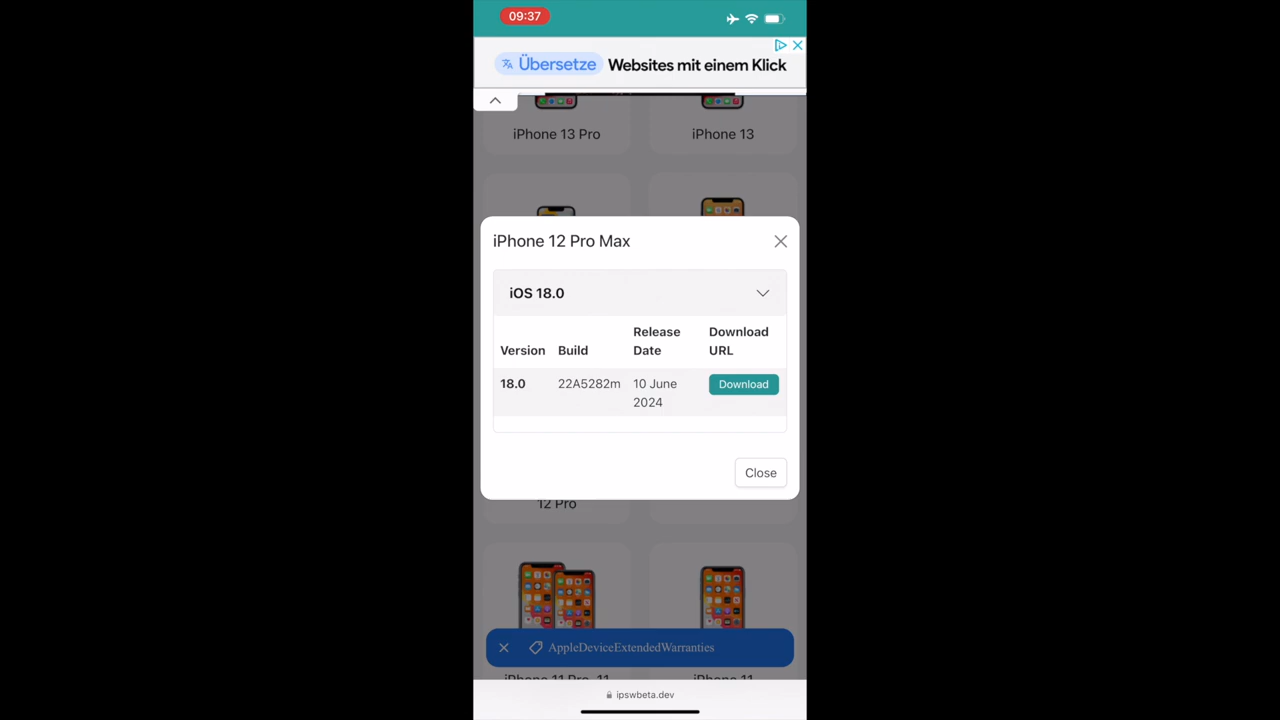 09:37
Übersetze Websites mit einem Klick
iPhone 13 Pro
iPhone 13
iPhone 12 Pro Max
iOS 18.0
Version Build Release Date Download URL
18.0 22A5282m 10 June 2024 Download
Close
12 Pro
AppleDeviceExtendedWarranties
iPhone 11 Pro, 11
iPhone 11
ipswbeta.dev